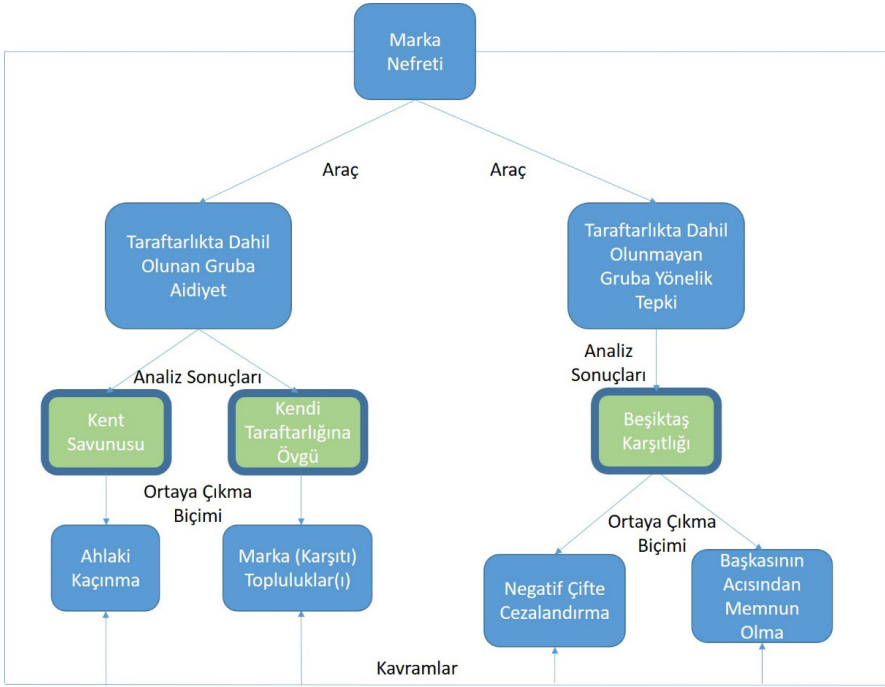 Marka
Nefreti
Araç
Araç
Taraftarlıkta Dahil
Olunan Gruba
Aidiyet
Taraftarlıkta Dahil
Olunmayan
Gruba Yönelik
Tepki
Analiz Sonuçları
Analiz
Sonuçları
Kent
Savunusu
Kendi
Taraftarlığına
Övgü
Beşiktaş
Karşıtlığı
Ortaya Çıkma
Biçimi
Ortaya Çıkma
Biçimi
Ahlaki
Kaçınma
Marka (Karşıtı)
Topluluklar(ı)
Negatif Çifte
Cezalandırma
Başkasının
Acısından
Memnun
Olma
Kavramlar